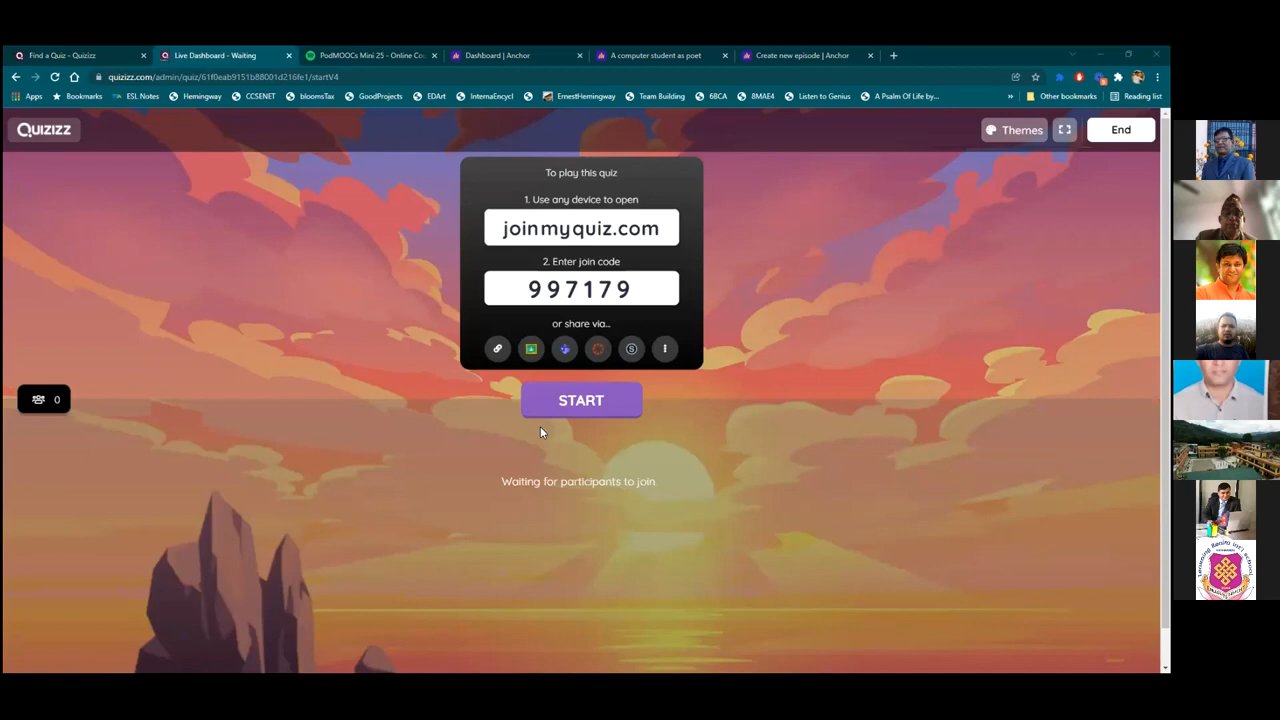 Find a Quiz - Quizizz
Live Dashboard - Waiting
PodMOOCs Mini 25 - Online Co
Dashboard | Anchor
A computer student as poet
Create new episode | Anchor
quizizz.com/admin/quiz/61f0eab9151b88001d216fe1/startV4
Apps
Bookmarks
ESL Notes
Hemingway
CCSENET
bloomsTax
GoodProjects
EDArt
InternaEncycl
ErnestHemingway
Team Building
6BCA
8MAE4
Listen to Genius
A Psalm Of Life by...
»
Other bookmarks
Reading list
Quizizz
Themes
End
To play this quiz
1. Use any device to open
joinmyquiz.com
2. Enter join code
997179
or share via...
START
0
Waiting for participants to join